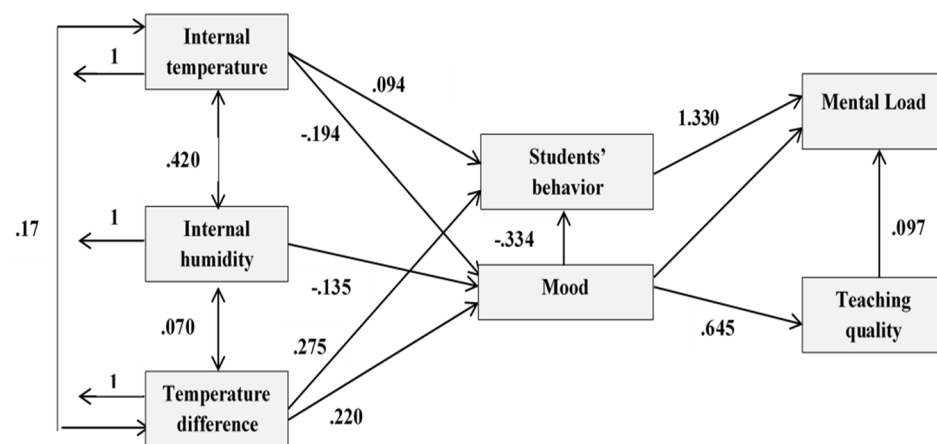 Internal
temperature
1
.094
-.194
.420
Students'
behavior
1.330
Mental Load
Internal
humidity
1
.17
-.334
.097
-.135
Mood
Teaching
quality
.070
.275
.645
1
Temperature
difference
.220